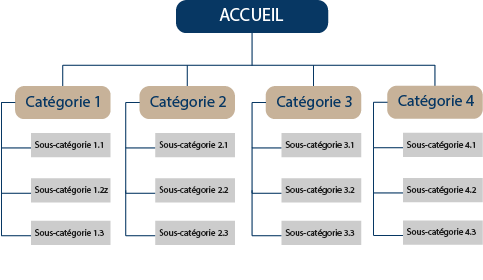 ACCUEIL
Catégorie 1
Catégorie 2
Catégorie 3
Catégorie 4
Sous-catégorie 1.1
Sous-catégorie 2.1
Sous-catégorie 3.1
Sous-catégorie 4.1
Sous-catégorie 1.2z
Sous-catégorie 2.2
Sous-catégorie 3.2
Sous-catégorie 4.2
Sous-catégorie 1.3
Sous-catégorie 2.3
Sous-catégorie 3.3
Sous-catégorie 4.3